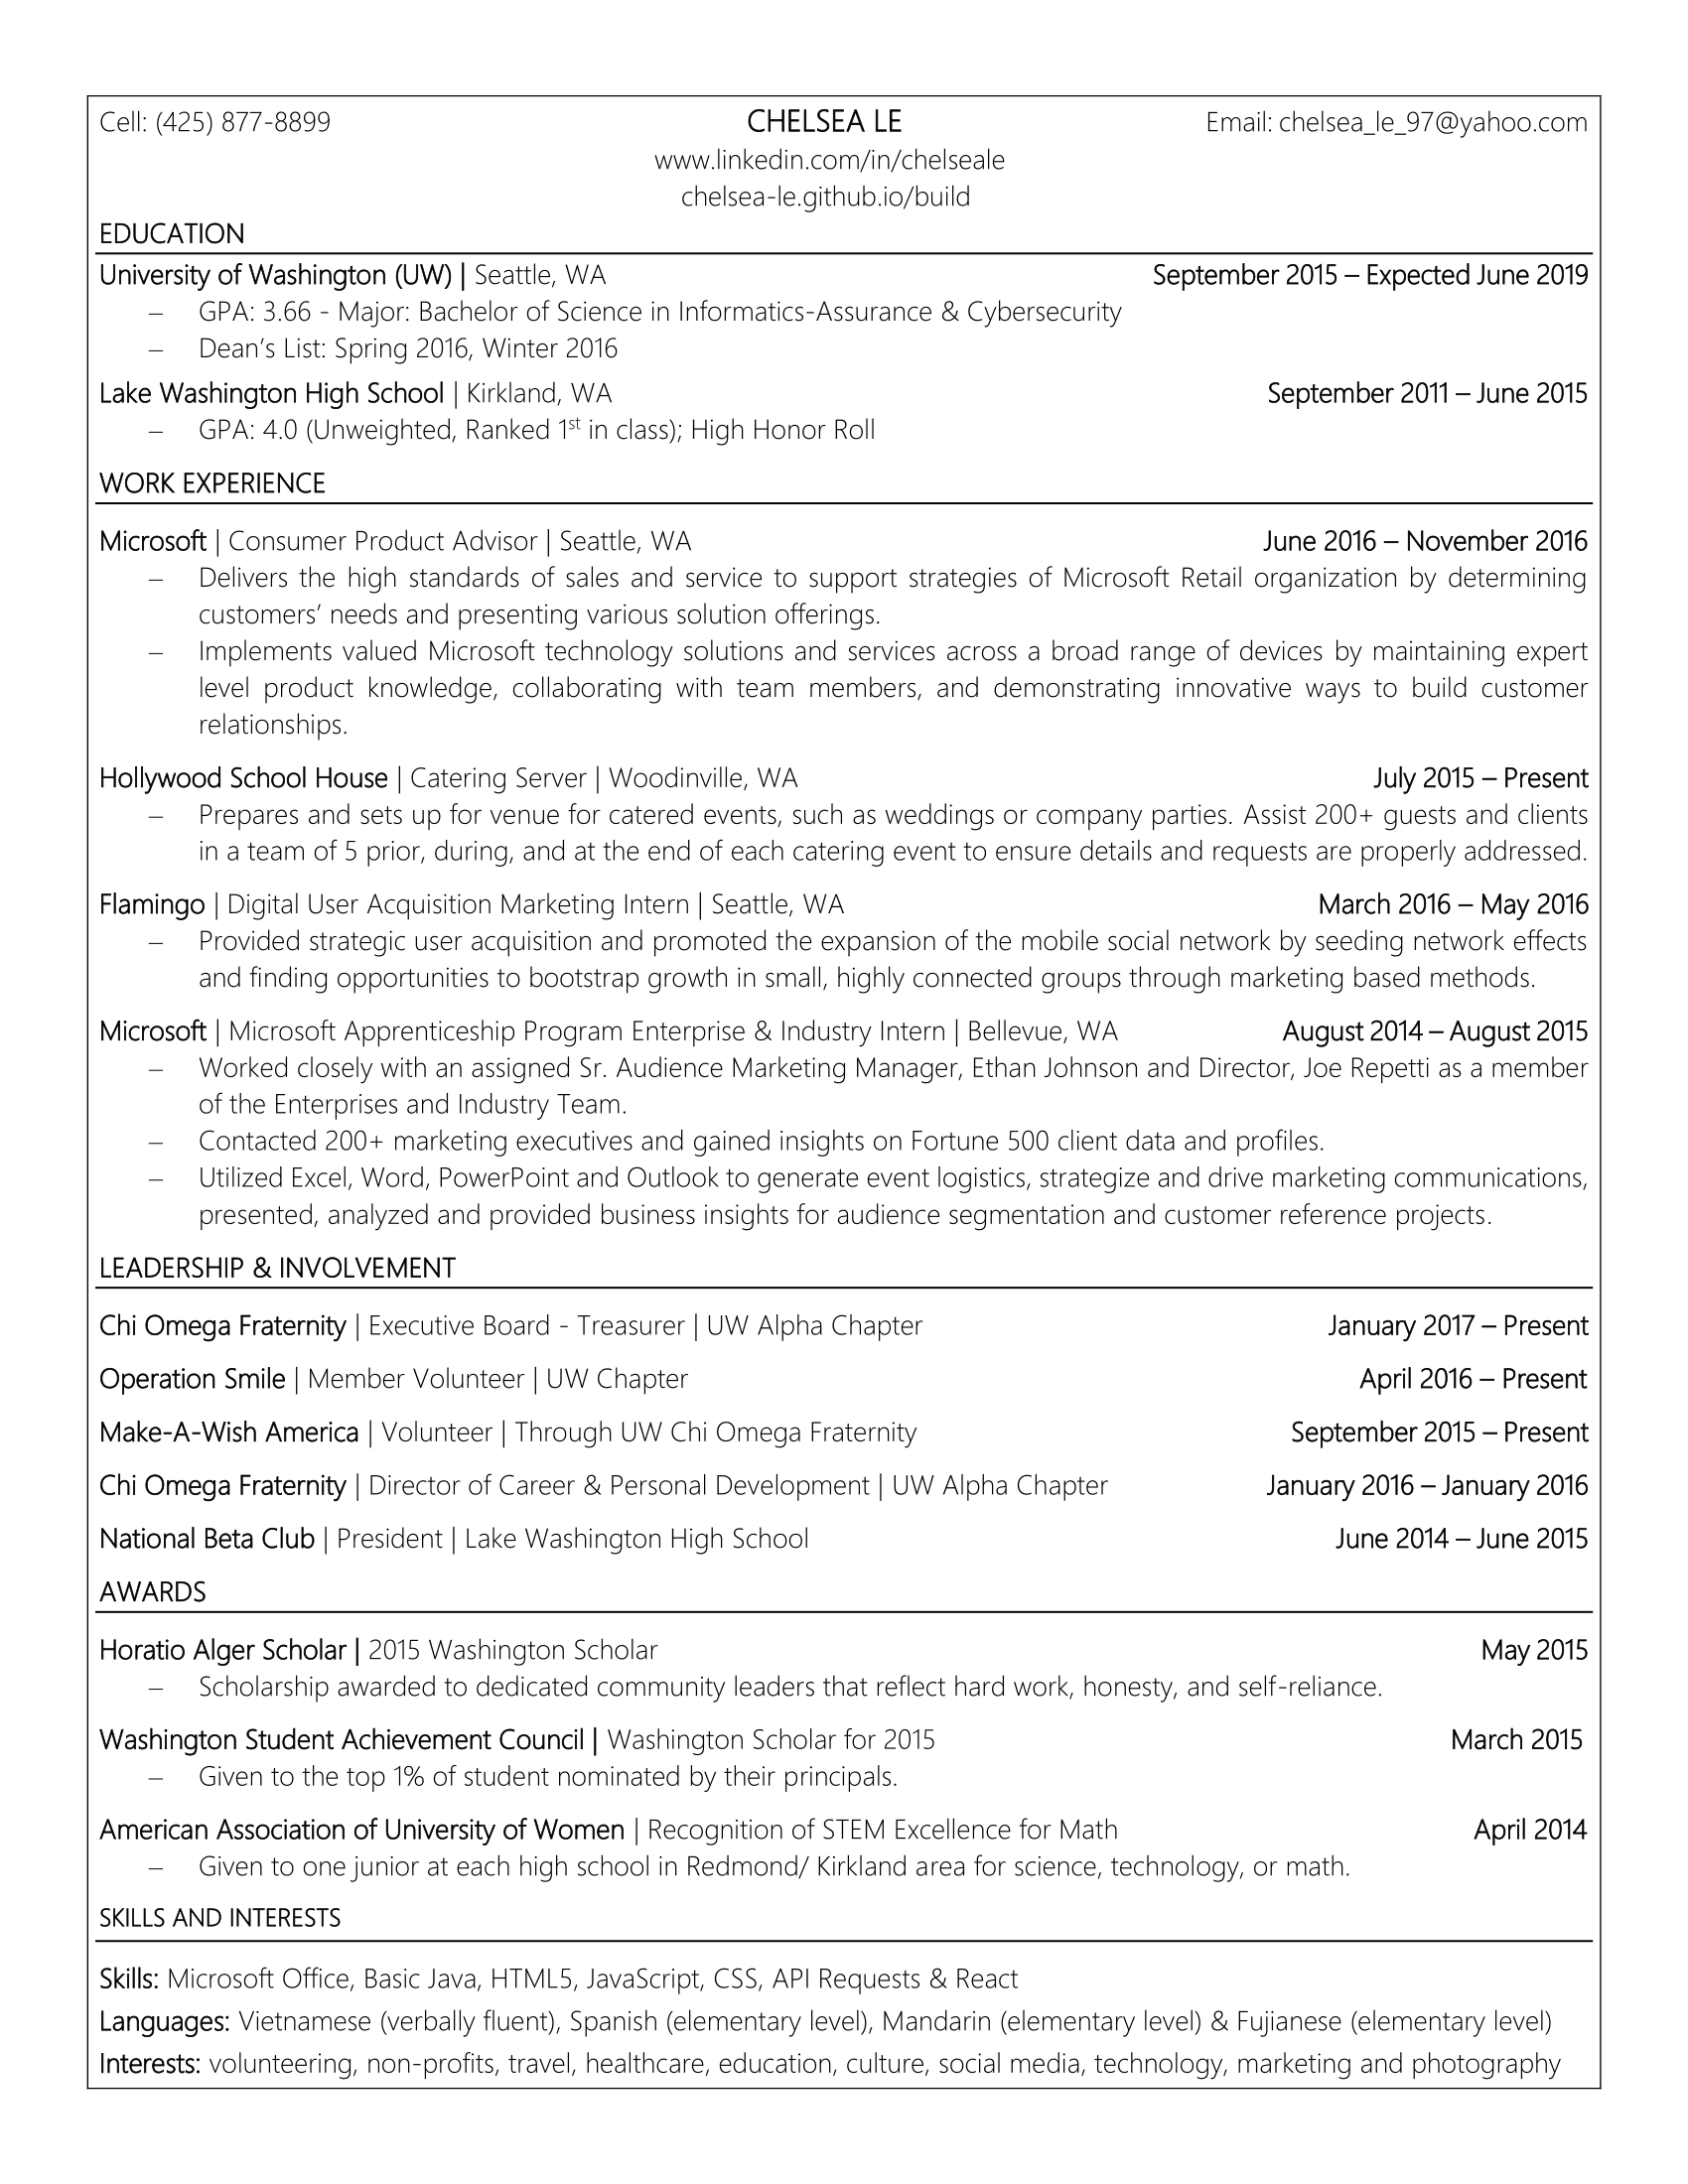 Cell: (425) 877-8899 CHELSEA LE Email: chelsea_le_97@yahoo.com
www.linkedin.com/in/chelseale
chelsea-le.github.io/build
EDUCATION
University of Washington (UW) | Seattle, WA September 2015 – Expected June 2019
– GPA: 3.66 - Major: Bachelor of Science in Informatics-Assurance & Cybersecurity
– Dean’s List: Spring 2016, Winter 2016
Lake Washington High School | Kirkland, WA September 2011 – June 2015
– GPA: 4.0 (Unweighted, Ranked 1st in class); High Honor Roll
WORK EXPERIENCE
Microsoft | Consumer Product Advisor | Seattle, WA June 2016 – November 2016
– Delivers the high standards of sales and service to support strategies of Microsoft Retail organization by determining
customers’ needs and presenting various solution offerings.
– Implements valued Microsoft technology solutions and services across a broad range of devices by maintaining expert
level product knowledge, collaborating with team members, and demonstrating innovative ways to build customer
relationships.
Hollywood School House | Catering Server | Woodinville, WA July 2015 – Present
– Prepares and sets up for venue for catered events, such as weddings or company parties. Assist 200+ guests and clients
in a team of 5 prior, during, and at the end of each catering event to ensure details and requests are properly addressed.
Flamingo | Digital User Acquisition Marketing Intern | Seattle, WA March 2016 – May 2016
– Provided strategic user acquisition and promoted the expansion of the mobile social network by seeding network effects
and finding opportunities to bootstrap growth in small, highly connected groups through marketing based methods.
Microsoft | Microsoft Apprenticeship Program Enterprise & Industry Intern | Bellevue, WA August 2014 – August 2015
– Worked closely with an assigned Sr. Audience Marketing Manager, Ethan Johnson and Director, Joe Repetti as a member
of the Enterprises and Industry Team.
– Contacted 200+ marketing executives and gained insights on Fortune 500 client data and profiles.
– Utilized Excel, Word, PowerPoint and Outlook to generate event logistics, strategize and drive marketing communications,
presented, analyzed and provided business insights for audience segmentation and customer reference projects.
LEADERSHIP & INVOLVEMENT
Chi Omega Fraternity | Executive Board - Treasurer | UW Alpha Chapter January 2017 – Present
Operation Smile | Member Volunteer | UW Chapter April 2016 – Present
Make-A-Wish America | Volunteer | Through UW Chi Omega Fraternity September 2015 – Present
Chi Omega Fraternity | Director of Career & Personal Development | UW Alpha Chapter January 2016 – January 2016
National Beta Club | President | Lake Washington High School June 2014 – June 2015
AWARDS
Horatio Alger Scholar | 2015 Washington Scholar May 2015
– Scholarship awarded to dedicated community leaders that reflect hard work, honesty, and self-reliance.
Washington Student Achievement Council | Washington Scholar for 2015 March 2015
– Given to the top 1% of student nominated by their principals.
American Association of University of Women | Recognition of STEM Excellence for Math April 2014
– Given to one junior at each high school in Redmond/ Kirkland area for science, technology, or math.
SKILLS AND INTERESTS
Skills: Microsoft Office, Basic Java, HTML5, JavaScript, CSS, API Requests & React
Languages: Vietnamese (verbally fluent), Spanish (elementary level), Mandarin (elementary level) & Fujianese (elementary level)
Interests: volunteering, non-profits, travel, healthcare, education, culture, social media, technology, marketing and photography